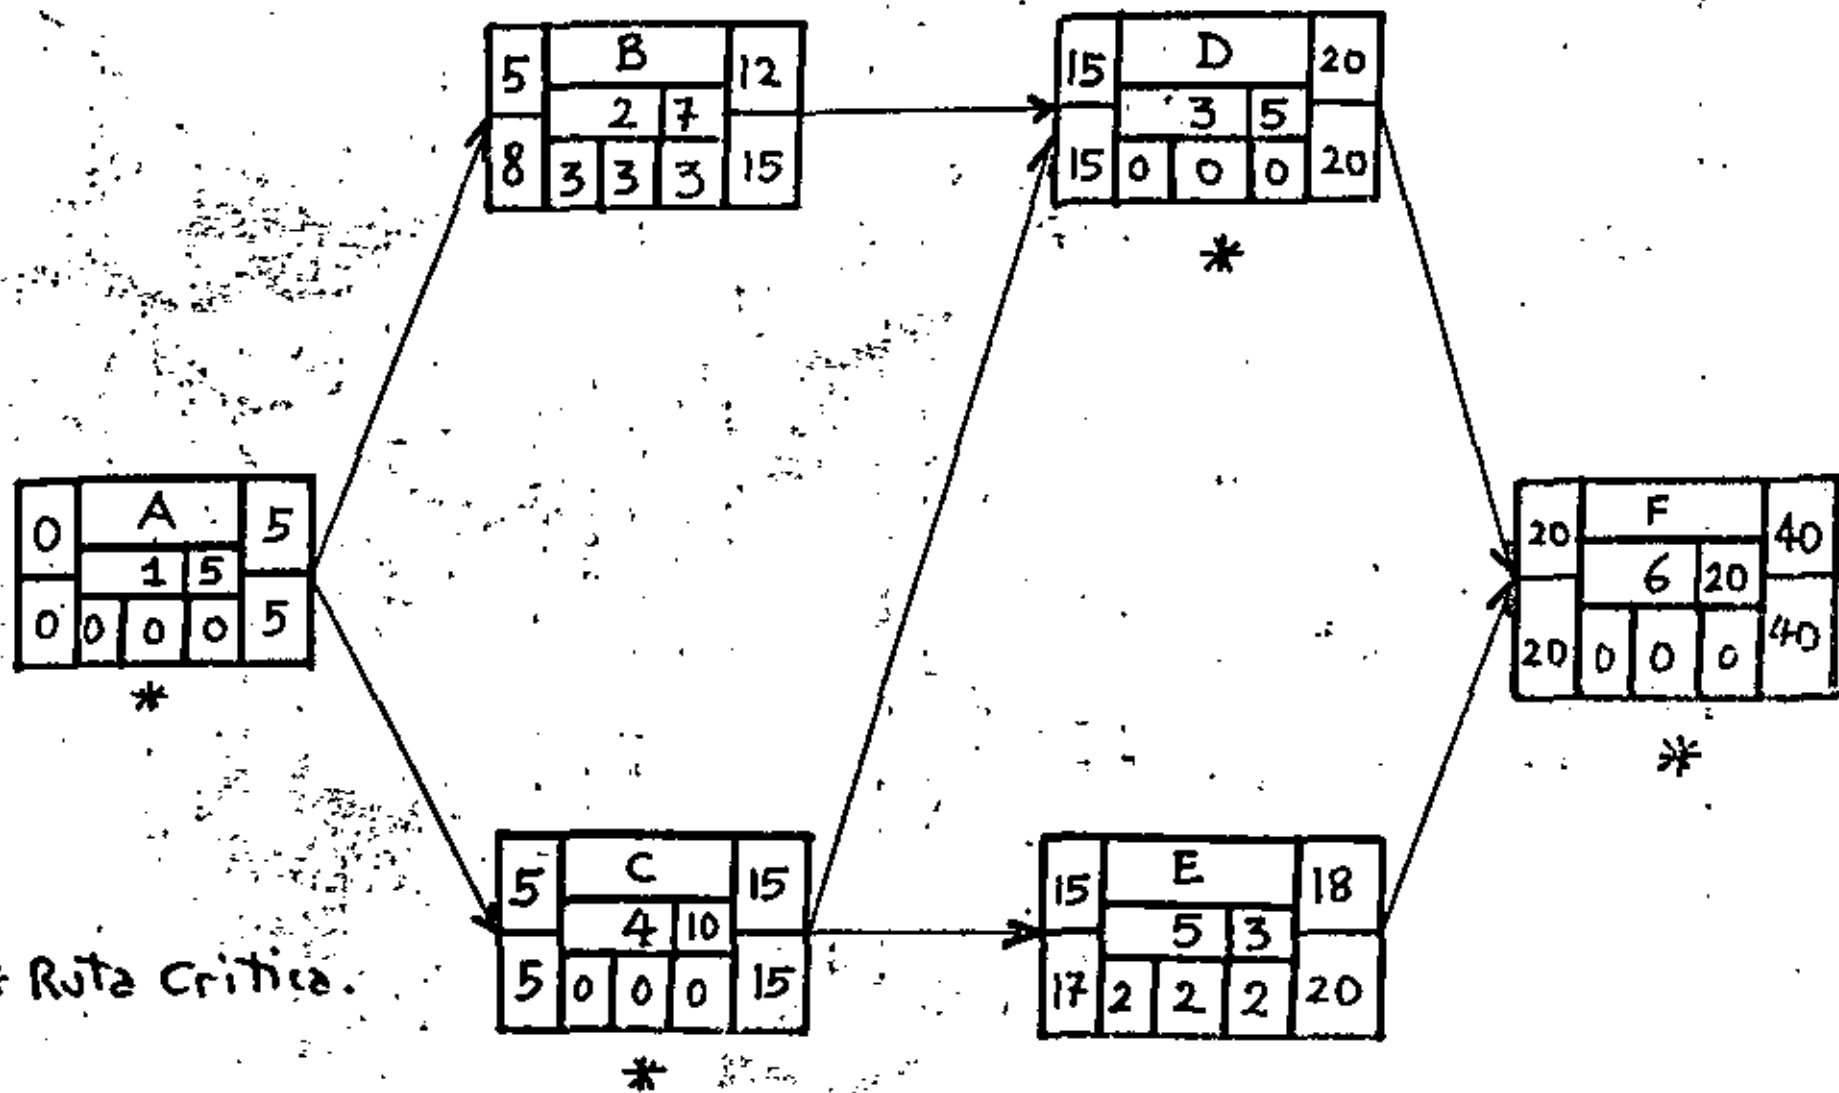 5 B 12
2 7
8 3 3 3 15
15 D 20
3 5
15 0 0 0 20
*
0 A 5
1 5
0 0 0 0 5
*
20 F 40
6 20
20 0 0 0 40
*
5 C 15
4 10
5 0 0 0 15
*
15 E 18
5 3
17 2 2 2 20
* Ruta Critica.